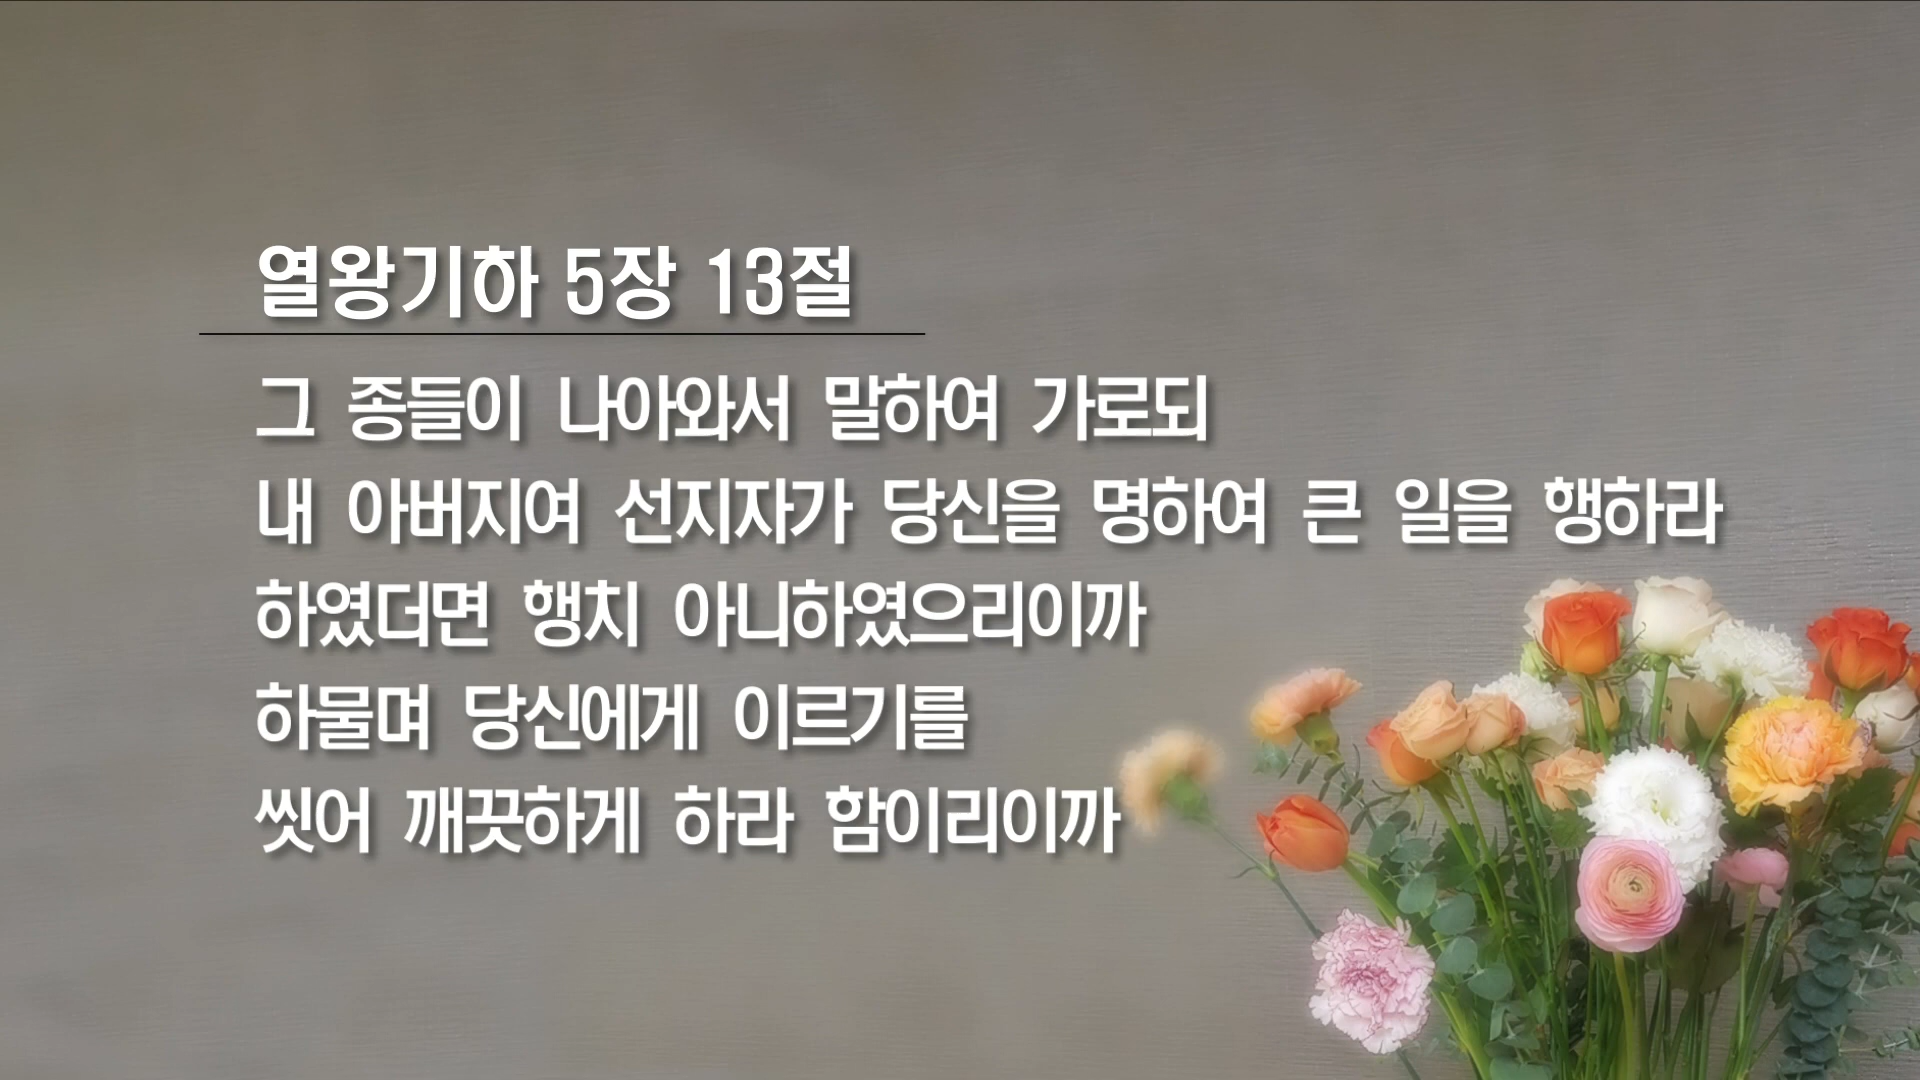 열왕기하 5장 13절
그 종들이 나아와서 말하여 가로되
내 아버지여 선지자가 당신을 명하여 큰 일을 행하라
하였더면 행치 아니하였으리이까
하물며 당신에게 이르기를
씻어 깨끗하게 하라 함이리이까